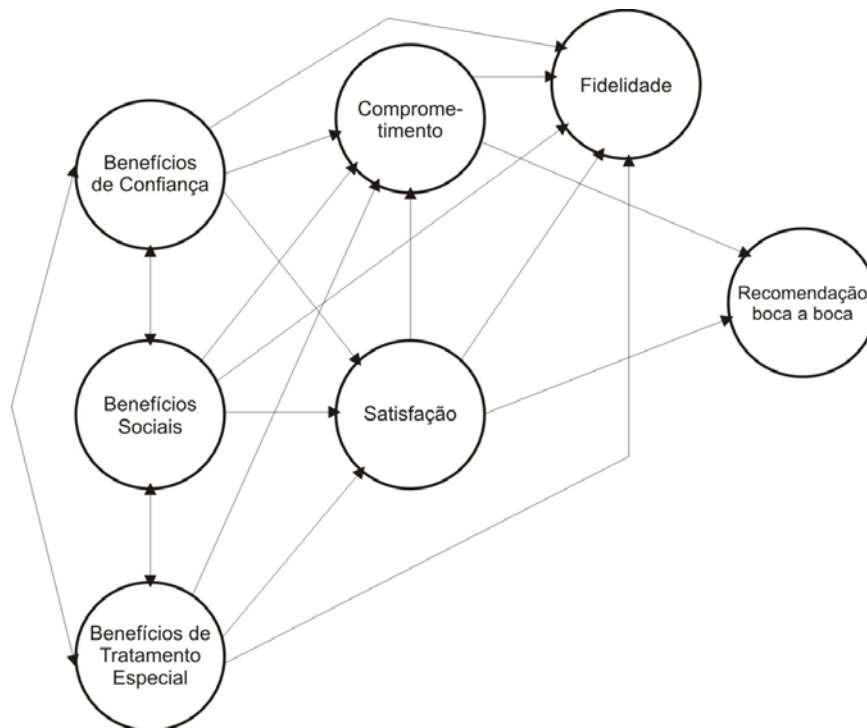 Fidelidade
Comprome-
timento
Benefícios
de Confiança
Recomendação
boca a boca
Benefícios
Sociais
Satisfação
Benefícios de
Tratamento
Especial